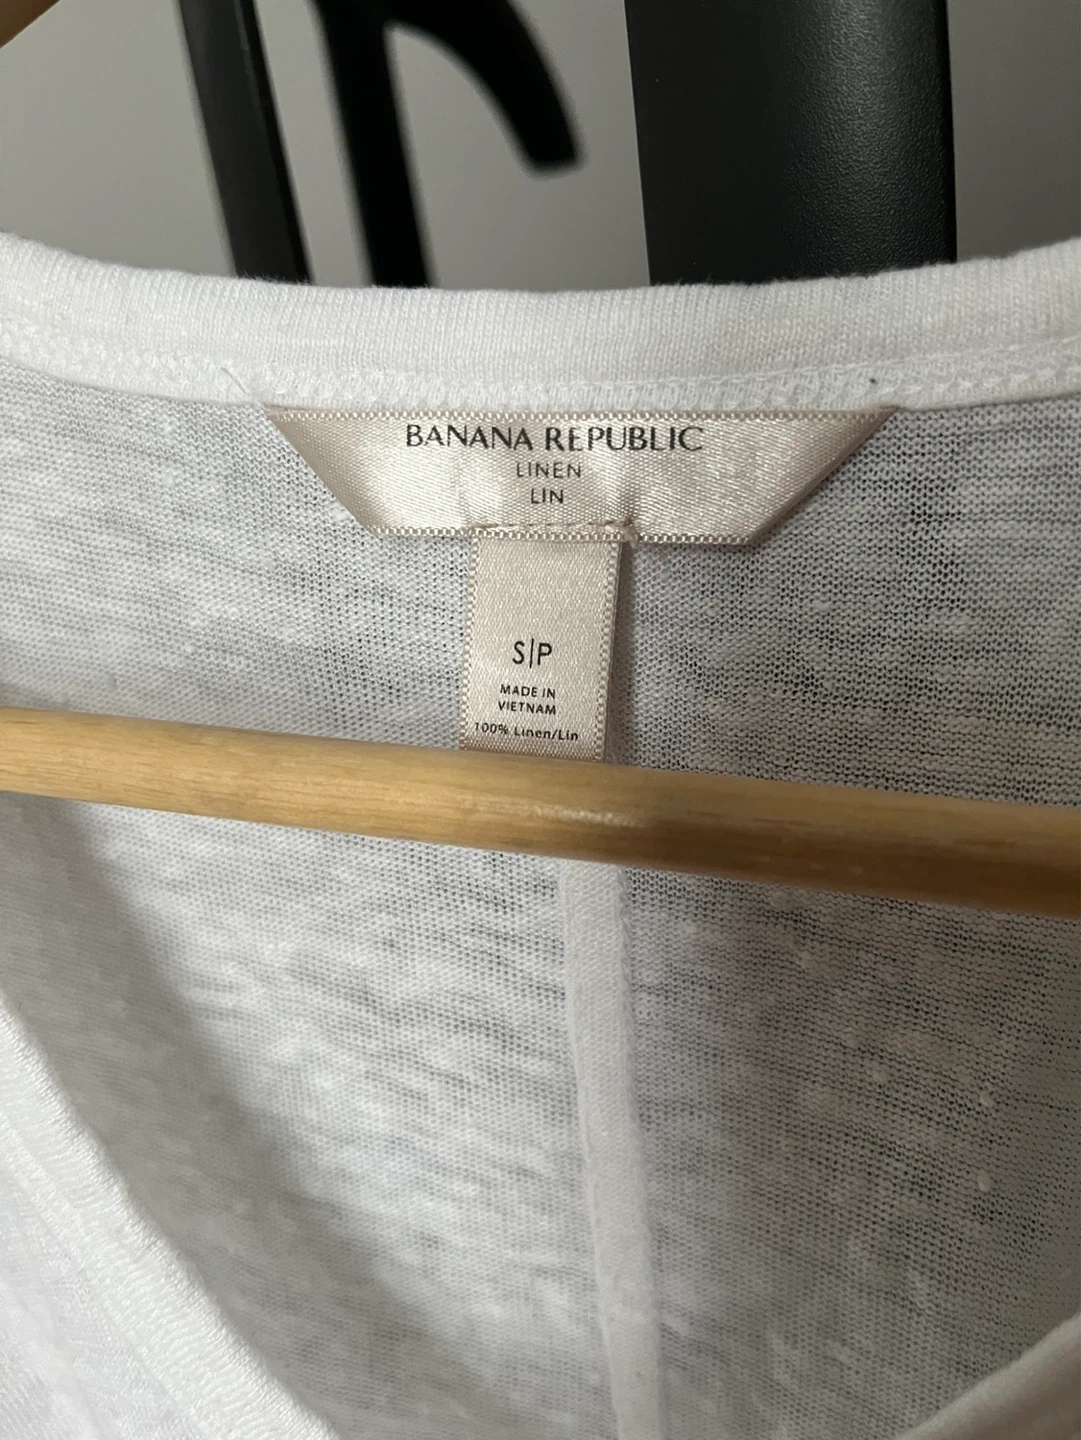 BANANA REPUBLIC
LINEN
LIN
S|P
MADE IN
VIETNAM
100% Linen/Lin